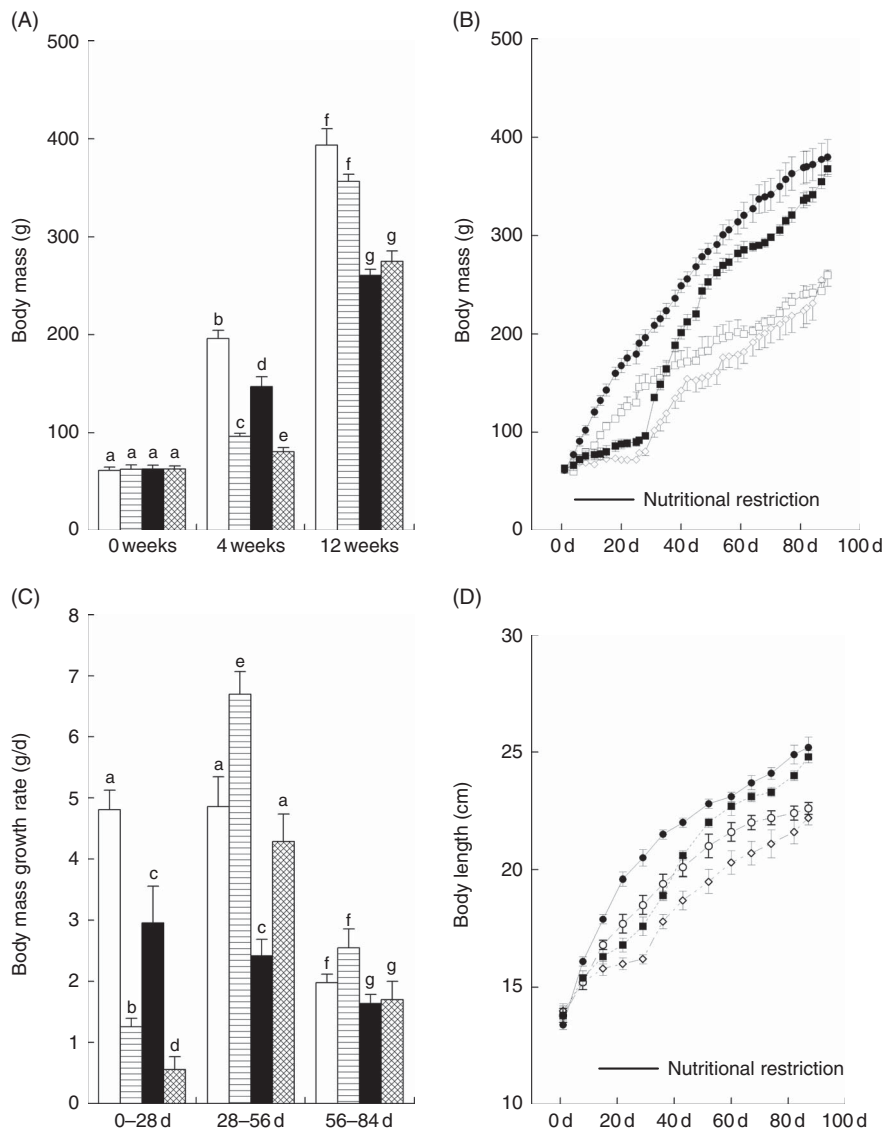 (A)
500
400
300
200
100
0
Body mass (g)
a a a a
b
c
d
e
f
f
g
g
0 weeks 4 weeks 12 weeks
(B)
500
400
300
200
100
0
Body mass (g)
Nutritional restriction
0 d 20 d 40 d 60 d 80 d 100 d
(C)
8
7
6
5
4
3
2
1
0
Body mass growth rate (g/d)
a
b
c
d
a
e
c
a
f
f
g
g
0–28 d 28–56 d 56–84 d
(D)
30
25
20
15
10
Body length (cm)
Nutritional restriction
0 d 20 d 40 d 60 d 80 d 100 d